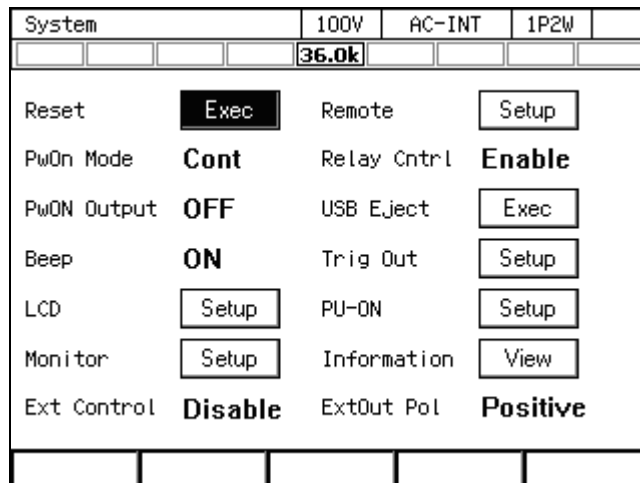 System 100V AC-INT 1P2W
36.0k
Reset Exec Remote Setup
PwOn Mode Cont Relay Cntrl Enable
PwON Output OFF USB Eject Exec
Beep ON Trig Out Setup
LCD Setup PU-ON Setup
Monitor Setup Information View
Ext Control Disable ExtOut Pol Positive